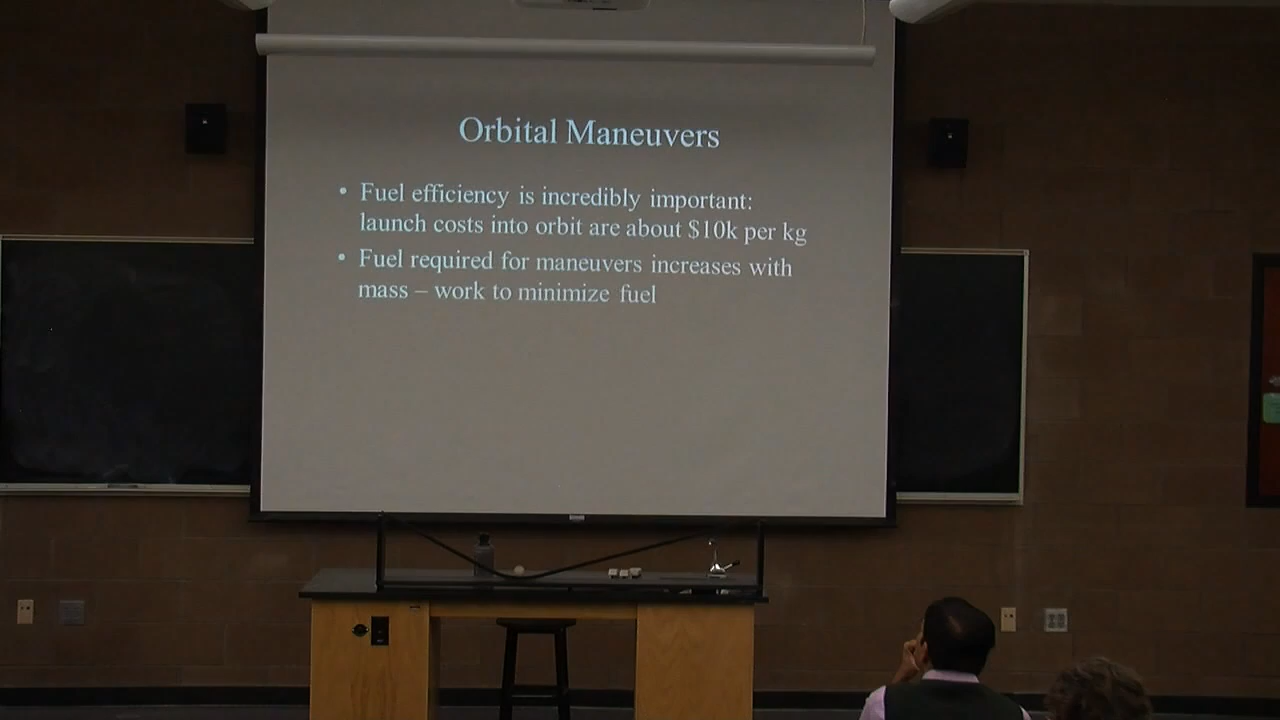 Orbital Maneuvers
• Fuel efficiency is incredibly important:
launch costs into orbit are about $10k per kg
• Fuel required for maneuvers increases with
mass – work to minimize fuel